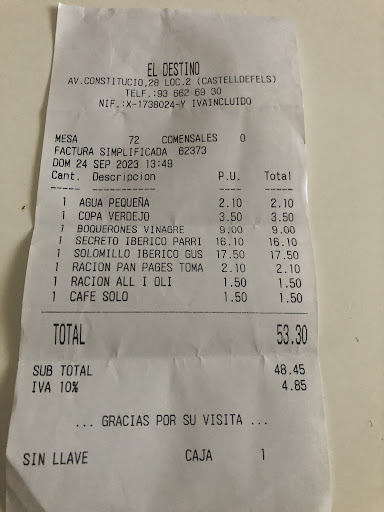 EL DESTINO
AV.CONSTITUCIO,28 LOC.2 (CASTELLDEFELS)
TELF.:93 662 69 30
NIF.:X-1738024-Y IVAINCLUIDO
MESA 72 COMENSALES 0
FACTURA SIMPLIFICADA 62373
DOM 24 SEP 2023 13:49
Cant. Descripcion P.U. Total
1 AGUA PEQUEÑA 2.10 2.10
1 COPA VERDEJO 3.50 3.50
1 BOQUERONES VINAGRE 9.00 9.00
1 SECRETO IBERICO PARRI 16.10 16.10
1 SOLOMILLO IBERICO GUS 17.50 17.50
1 RACION PAN PAGES TOMA 2.10 2.10
1 RACION ALL I OLI 1.50 1.50
1 CAFE SOLO 1.50 1.50
TOTAL 53.30
SUB TOTAL 48.45
IVA 10% 4.85
... GRACIAS POR SU VISITA ...
SIN LLAVE CAJA 1